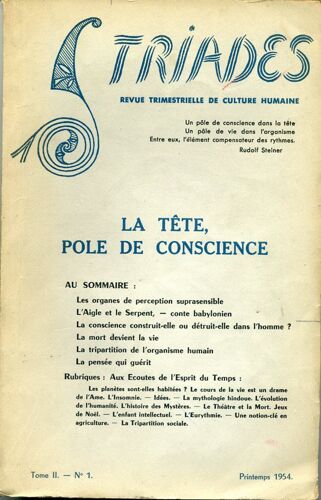 TRIADES
REVUE TRIMESTRIELLE DE CULTURE HUMAINE
Un pôle de conscience dans la tête
Un pôle de vie dans l'organisme
Entre eux, l'élément compensateur des rythmes.
Rudolf Steiner
LA TÊTE,
POLE DE CONSCIENCE
AU SOMMAIRE :
Les organes de perception suprasensible
L'Aigle et le Serpent, — conte babylonien
La conscience construit-elle ou détruit-elle dans l'homme ?
La mort devient la vie
La tripartition de l'organisme humain
La pensée qui guérit
Rubriques : Aux Ecoutes de l'Esprit du Temps :
Les planètes sont-elles habitées ? Le cours de la vie est un drame
de l'Ame. L'Insomnie. — Idées. — La mythologie hindoue. L'évolution
de l'humanité. L'histoire des Mystères. — Le Théâtre et la Mort. Jeux
de Noël. — L'enfant intellectuel. — L'Eurythmie. — Une notion-clé en
agriculture. — La Tripartition sociale.
Tome II. — N° 1.
Printemps 1954.